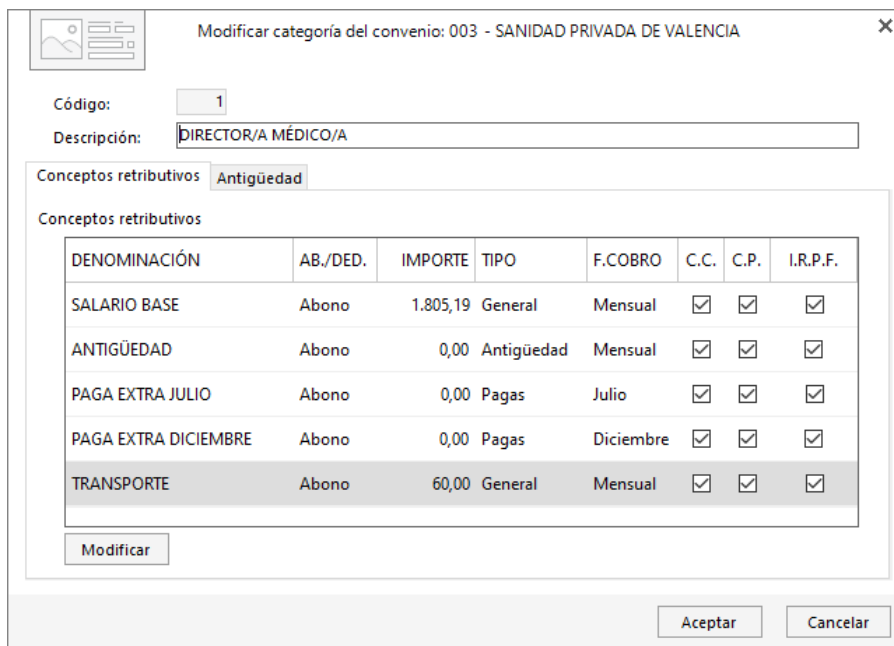 Modificar categoría del convenio: 003 - SANIDAD PRIVADA DE VALENCIA
Código: 1
Descripción: DIRECTOR/A MÉDICO/A
Conceptos retributivos Antigüedad
Conceptos retributivos
DENOMINACIÓN AB./DED. IMPORTE TIPO F.COBRO C.C. C.P. I.R.P.F.
SALARIO BASE Abono 1.805,19 General Mensual
ANTIGÜEDAD Abono 0,00 Antigüedad Mensual
PAGA EXTRA JULIO Abono 0,00 Pagas Julio
PAGA EXTRA DICIEMBRE Abono 0,00 Pagas Diciembre
TRANSPORTE Abono 60,00 General Mensual
Modificar
Aceptar Cancelar